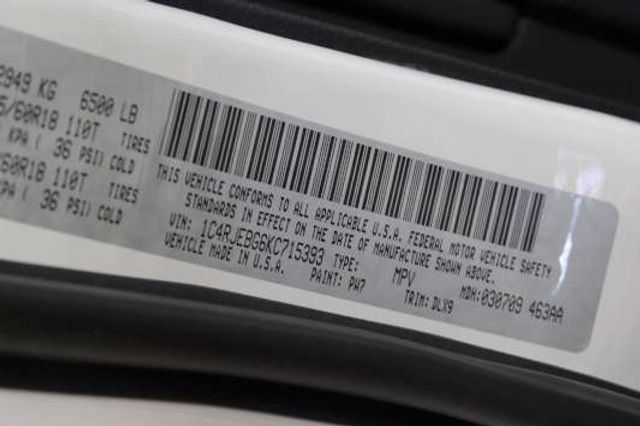 2949 KG 6500 LB
5/60R18 110T TIRES
KPA ( 36 PSI) COLD
60R18 110T TIRES
KPA ( 36 PSI) COLD
THIS VEHICLE CONFORMS TO ALL APPLICABLE U.S.A. FEDERAL MOTOR VEHICLE SAFETY
STANDARDS IN EFFECT ON THE DATE OF MANUFACTURE SHOWN ABOVE.
VIN: 1C4RJEBG6KC715393 TYPE: MPV MDH:030709 463AA
VEHICLE MADE IN U.S.A. PAINT: PW7 TRIM: DLX9